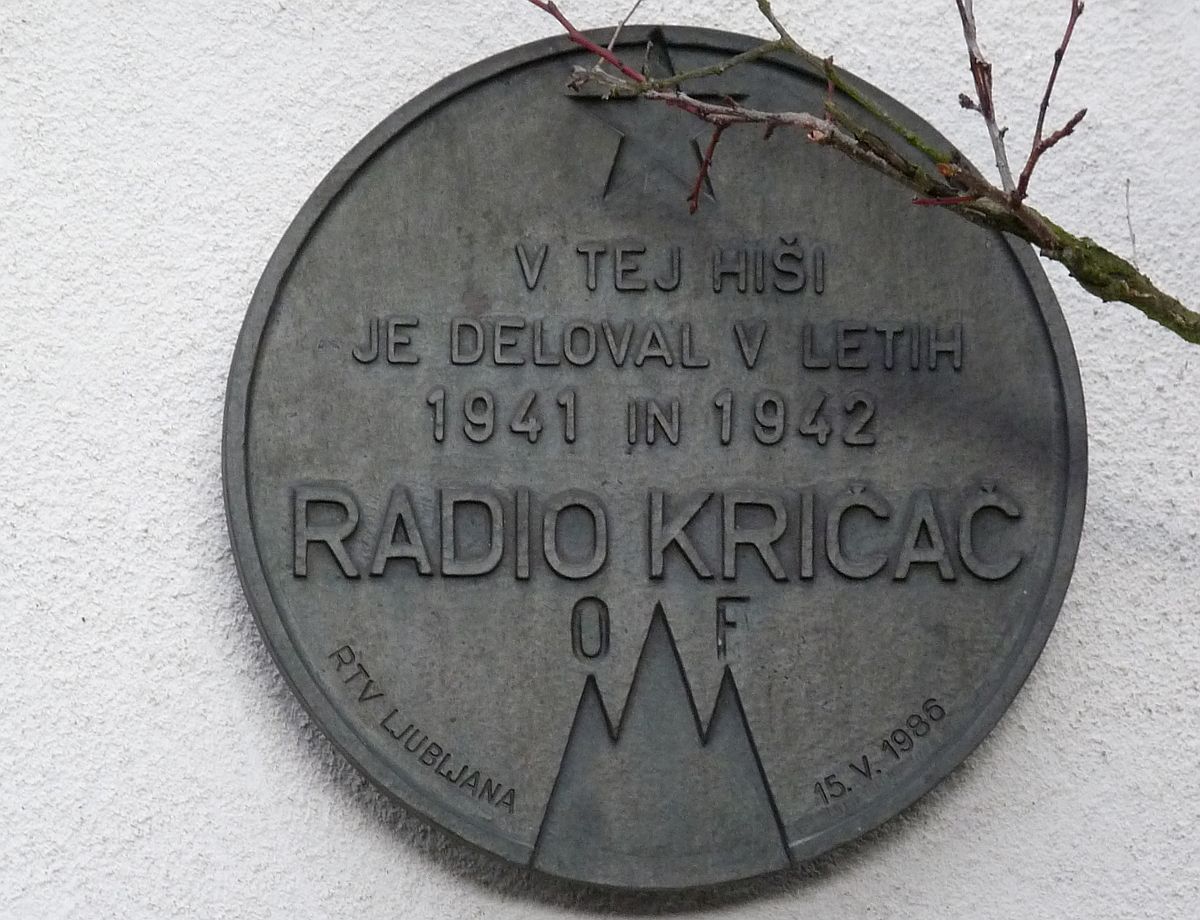 V TEJ HIŠI
JE DELOVAL V LETIH
1941 IN 1942
RADIO KRIČAČ
O F
RTV LJUBLJANA
15. V. 1986